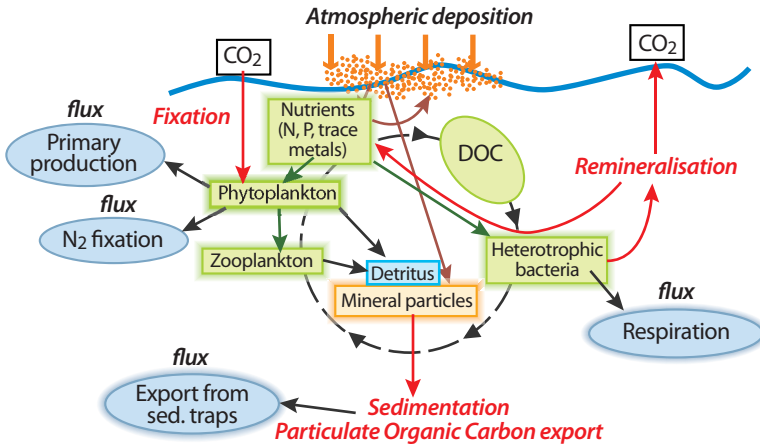 Atmospheric deposition
CO₂
CO₂
flux
Fixation
Nutrients
(N, P, trace
metals)
Primary
production
DOC
Remineralisation
flux
Phytoplankton
N₂ fixation
Zooplankton
Heterotrophic
bacteria
Detritus
Mineral particles
flux
Respiration
flux
Export from
sed. traps
Sedimentation
Particulate Organic Carbon export